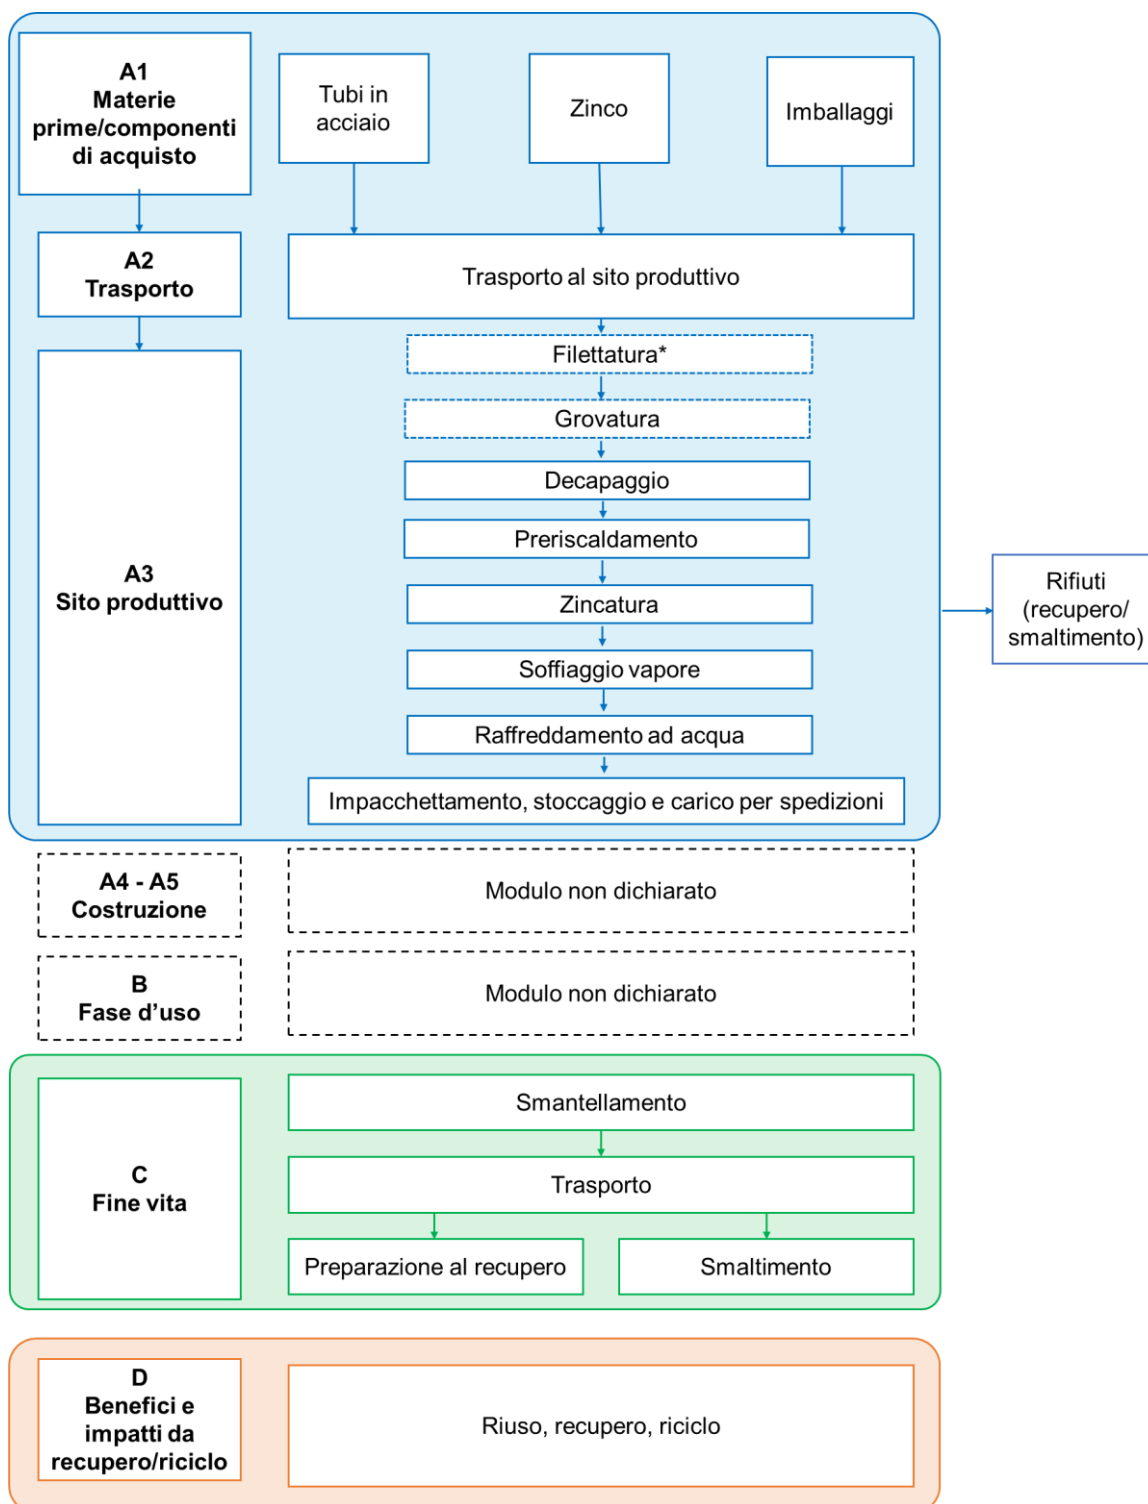 A1
Materie
prime/componenti
di acquisto
Tubi in
acciaio
Zinco
Imballaggi
A2
Trasporto
Trasporto al sito produttivo
Filettatura*
Grovatura
Decapaggio
Preriscaldamento
A3
Sito produttivo
Zincatura
Soffiaggio vapore
Raffreddamento ad acqua
Impacchettamento, stoccaggio e carico per spedizioni
Rifiuti
(recupero/
smaltimento)
A4 - A5
Costruzione
Modulo non dichiarato
B
Fase d’uso
Modulo non dichiarato
C
Fine vita
Smantellamento
Trasporto
Preparazione al recupero
Smaltimento
D
Benefici e
impatti da
recupero/riciclo
Riuso, recupero, riciclo